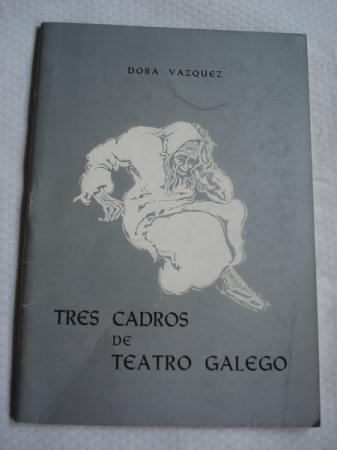 DORA VAZQUEZ
TRES CADROS
DE
TEATRO GALEGO